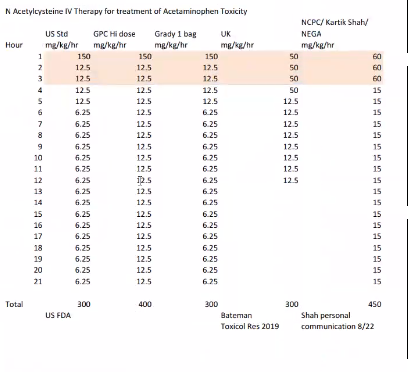 N Acetylcysteine IV Therapy for treatment of Acetaminophen Toxicity
NCPC/ Kartik Shah/
US Std GPC Hi dose Grady 1 bag UK NEGA
Hour mg/kg/hr mg/kg/hr mg/kg/hr mg/kg/hr mg/kg/hr
1 150 150 150 50 60
2 12.5 12.5 12.5 50 60
3 12.5 12.5 12.5 50 60
4 12.5 12.5 12.5 50 15
5 12.5 12.5 12.5 12.5 15
6 6.25 12.5 6.25 12.5 15
7 6.25 12.5 6.25 12.5 15
8 6.25 12.5 6.25 12.5 15
9 6.25 12.5 6.25 12.5 15
10 6.25 12.5 6.25 12.5 15
11 6.25 12.5 6.25 12.5 15
12 6.25 12.5 6.25 12.5 15
13 6.25 12.5 6.25 15
14 6.25 12.5 6.25 15
15 6.25 12.5 6.25 15
16 6.25 12.5 6.25 15
17 6.25 12.5 6.25 15
18 6.25 12.5 6.25 15
19 6.25 12.5 6.25 15
20 6.25 12.5 6.25 15
21 6.25 12.5 6.25 15
Total 300 400 300 300 450
US FDA Bateman Shah personal
Toxicol Res 2019 communication 8/22